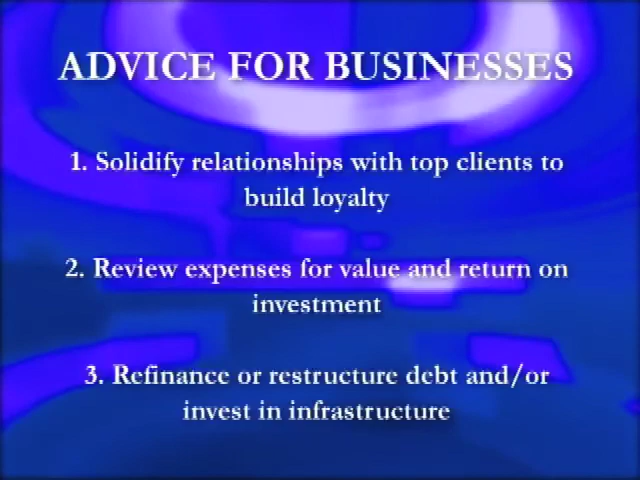 ADVICE FOR BUSINESSES
1. Solidify relationships with top clients to
build loyalty
2. Review expenses for value and return on
investment
3. Refinance or restructure debt and/or
invest in infrastructure